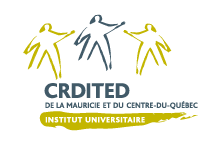 CRDITED
DE LA MAURICIE ET DU CENTRE-DU-QUÉBEC
INSTITUT UNIVERSITAIRE